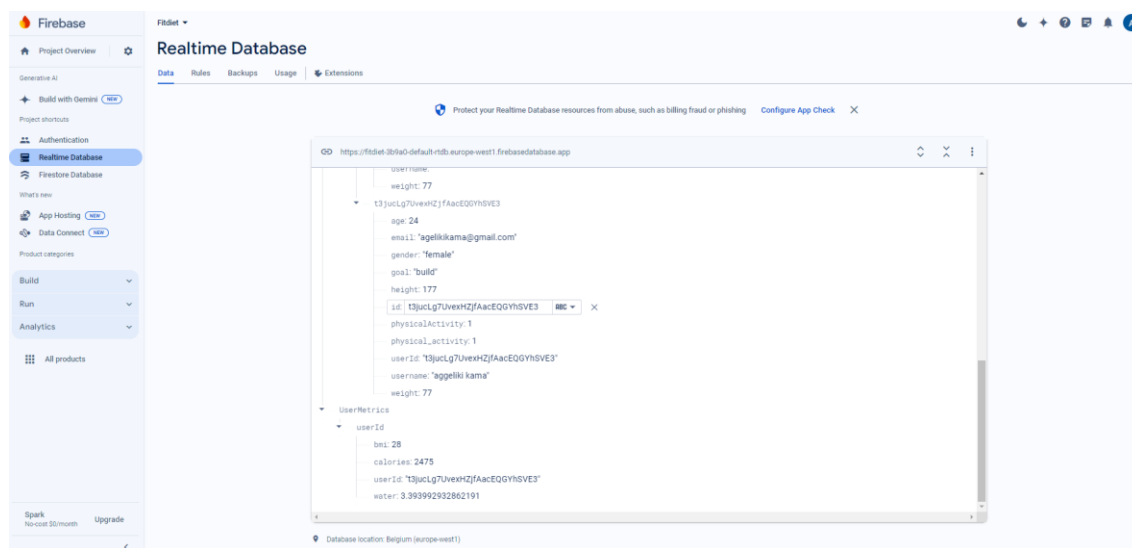 Firebase
Fitdiet
Project Overview
Realtime Database
Generative AI
Data Rules Backups Usage Extensions
Build with Gemini NEW
Protect your Realtime Database resources from abuse, such as billing fraud or phishing Configure App Check
Project shortcuts
Authentication
Realtime Database
Firestore Database
What's new
App Hosting NEW
Data Connect NEW
Product categories
Build
Run
Analytics
All products
Spark
No-cost $0/month
Upgrade
https://fitdiet-3b9a0-default-rtdb.europe-west1.firebasedatabase.app
username:
weight: 77
t3jucLg7UvexHZjfAacEQGYhSVE3
age: 24
email: "agelikikama@gmail.com"
gender: "female"
goal: "build"
height: 177
id: t3jucLg7UvexHZjfAacEQGYhSVE3 ABC
physicalActivity: 1
physical_activity: 1
userId: "t3jucLg7UvexHZjfAacEQGYhSVE3"
username: "aggeliki kama"
weight: 77
UserMetrics
userId
bmi: 28
calories: 2475
userId: "t3jucLg7UvexHZjfAacEQGYhSVE3"
water: 3.393992932862191
Database location: Belgium (europe-west1)